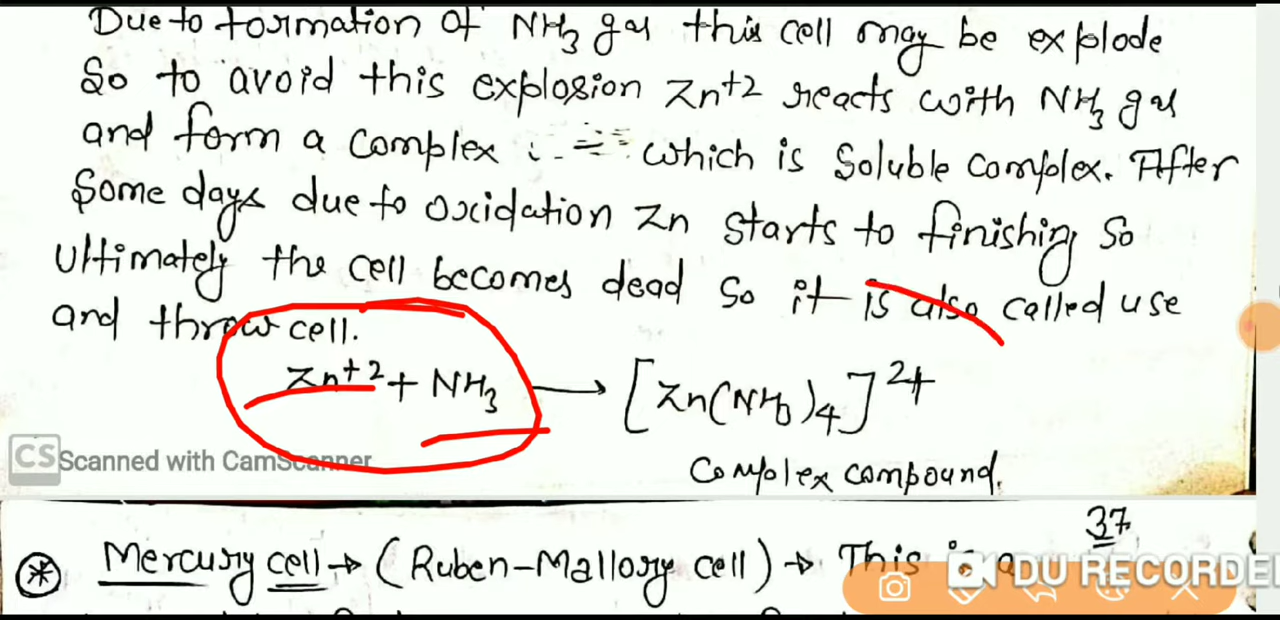 Due to formation of NH₃ gas this cell may be explode
So to avoid this explosion Zn⁺² reacts with NH₃ gas
and form a complex which is soluble complex. After
Some days due to oxidation Zn starts to finishing so
Ultimately the cell becomes dead so it is also called use
and throw cell.
Zn⁺² + NH₃ → [Zn(NH₃)₄]²⁺
CS Scanned with CamScanner
Complex compound.
37
* Mercury cell → (Ruben-Mallory cell) → This is a
DU RECORDER